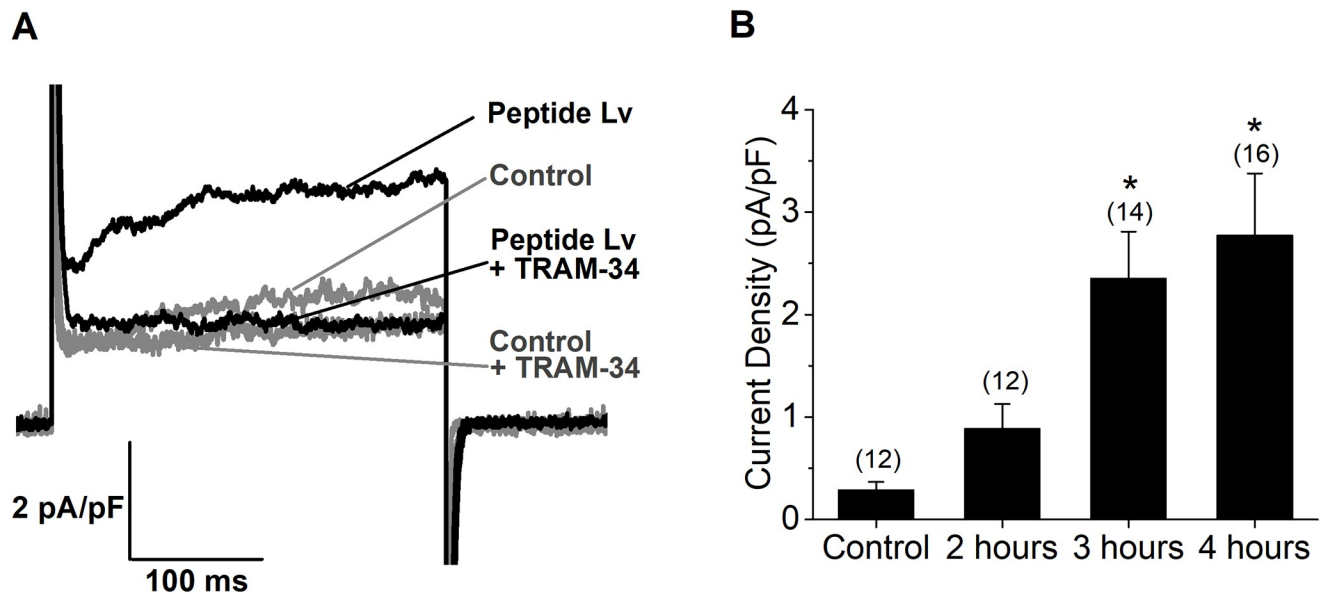 A
Peptide Lv
Control
Peptide Lv
+ TRAM-34
Control
+ TRAM-34
2 pA/pF
100 ms
B
Current Density (pA/pF)
4
3
2
1
0
(12)
(12)
*
(14)
*
(16)
Control
2 hours
3 hours
4 hours